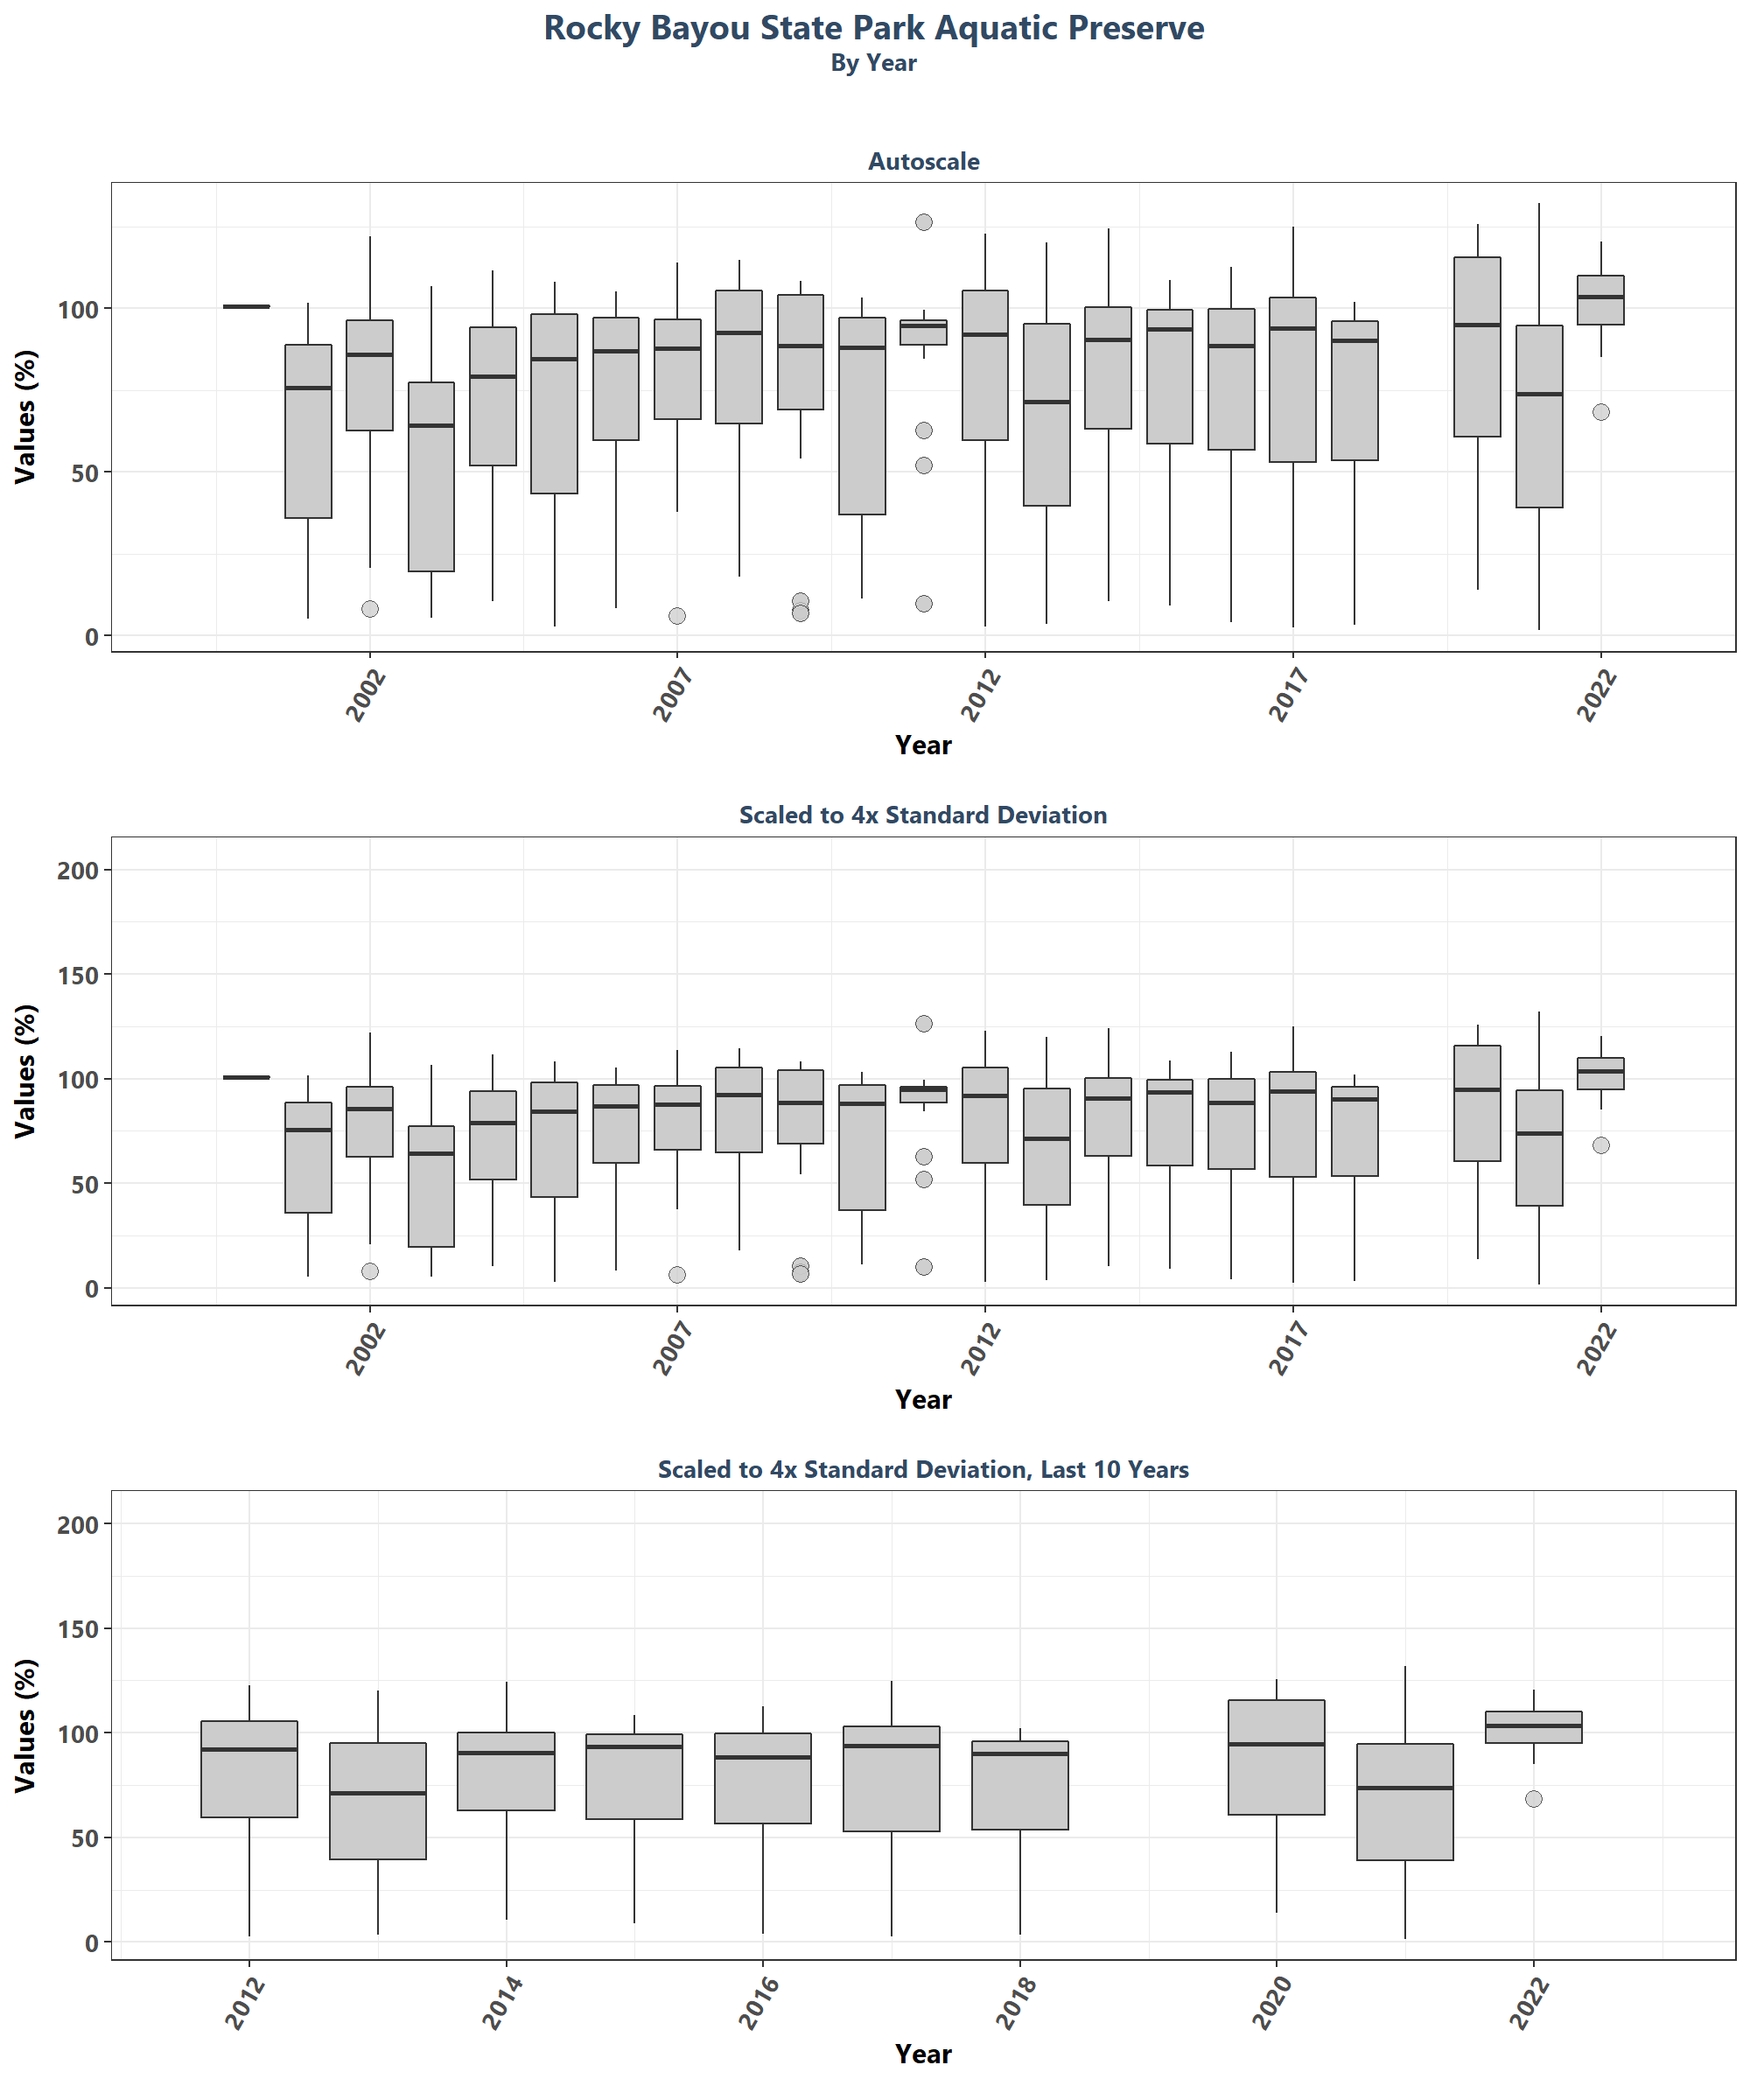 Rocky Bayou State Park Aquatic Preserve
By Year
Autoscale
Values (%)
100
50
0
2002 2007 2012 2017 2022
Year
Scaled to 4x Standard Deviation
Values (%)
200
150
100
50
0
2002 2007 2012 2017 2022
Year
Scaled to 4x Standard Deviation, Last 10 Years
Values (%)
200
150
100
50
0
2012 2014 2016 2018 2020 2022
Year